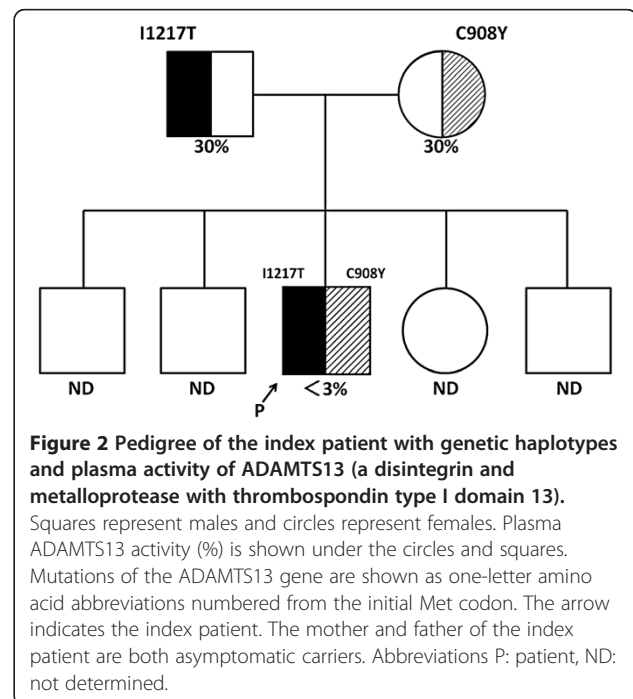 I1217T C908Y
30% 30%
I1217T C908Y
ND ND <3% ND ND
P
Figure 2 Pedigree of the index patient with genetic haplotypes
and plasma activity of ADAMTS13 (a disintegrin and
metalloprotease with thrombospondin type I domain 13).
Squares represent males and circles represent females. Plasma
ADAMTS13 activity (%) is shown under the circles and squares.
Mutations of the ADAMTS13 gene are shown as one-letter amino
acid abbreviations numbered from the initial Met codon. The arrow
indicates the index patient. The mother and father of the index
patient are both asymptomatic carriers. Abbreviations P: patient, ND:
not determined.